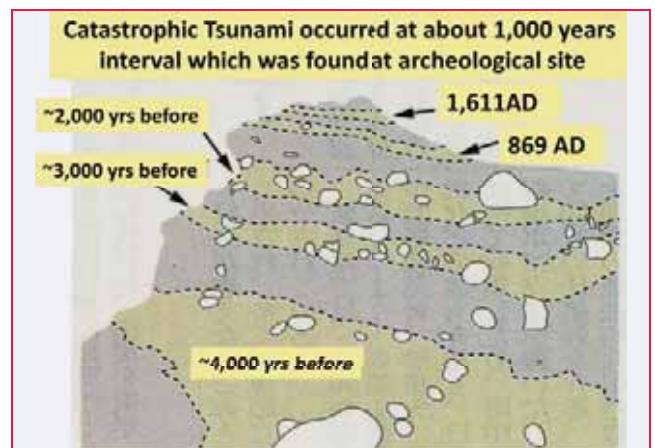 Catastrophic Tsunami occurred at about 1,000 years
interval which was foundat archeological site
~2,000 yrs before
1,611AD
869 AD
~3,000 yrs before
~4,000 yrs before